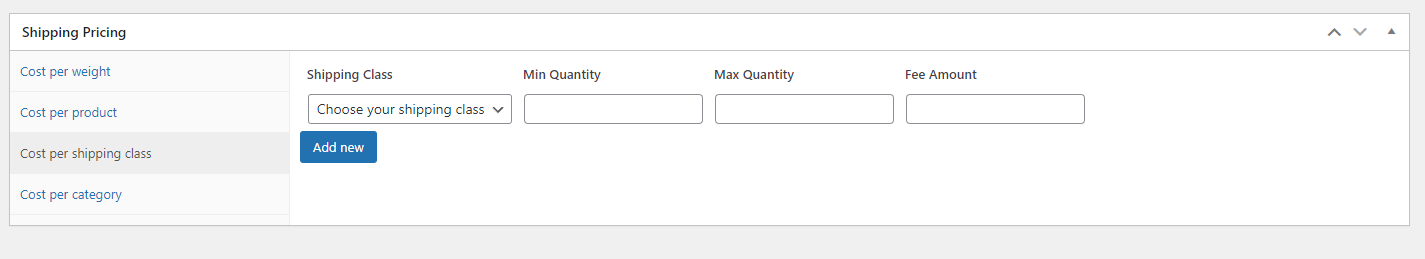 Shipping Pricing
Cost per weight
Cost per product
Cost per shipping class
Cost per category
Shipping Class Min Quantity Max Quantity Fee Amount
Choose your shipping class
Add new